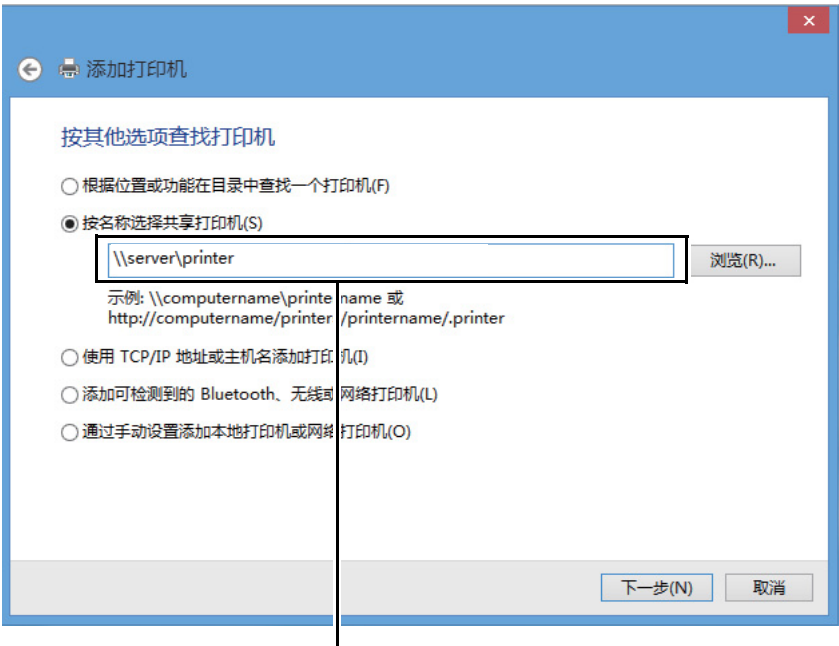 添加打印机
按其他选项查找打印机
根据位置或功能在目录中查找一个打印机(F)
按名称选择共享打印机(S)
\\server\printer
浏览(R)...
示例: \\computername\printe name 或
http://computername/printer /printername/.printer
使用 TCP/IP 地址或主机名添加打印机(I)
添加可检测到的 Bluetooth、无线或网络打印机(L)
通过手动设置添加本地打印机或网络打印机(O)
下一步(N)
取消